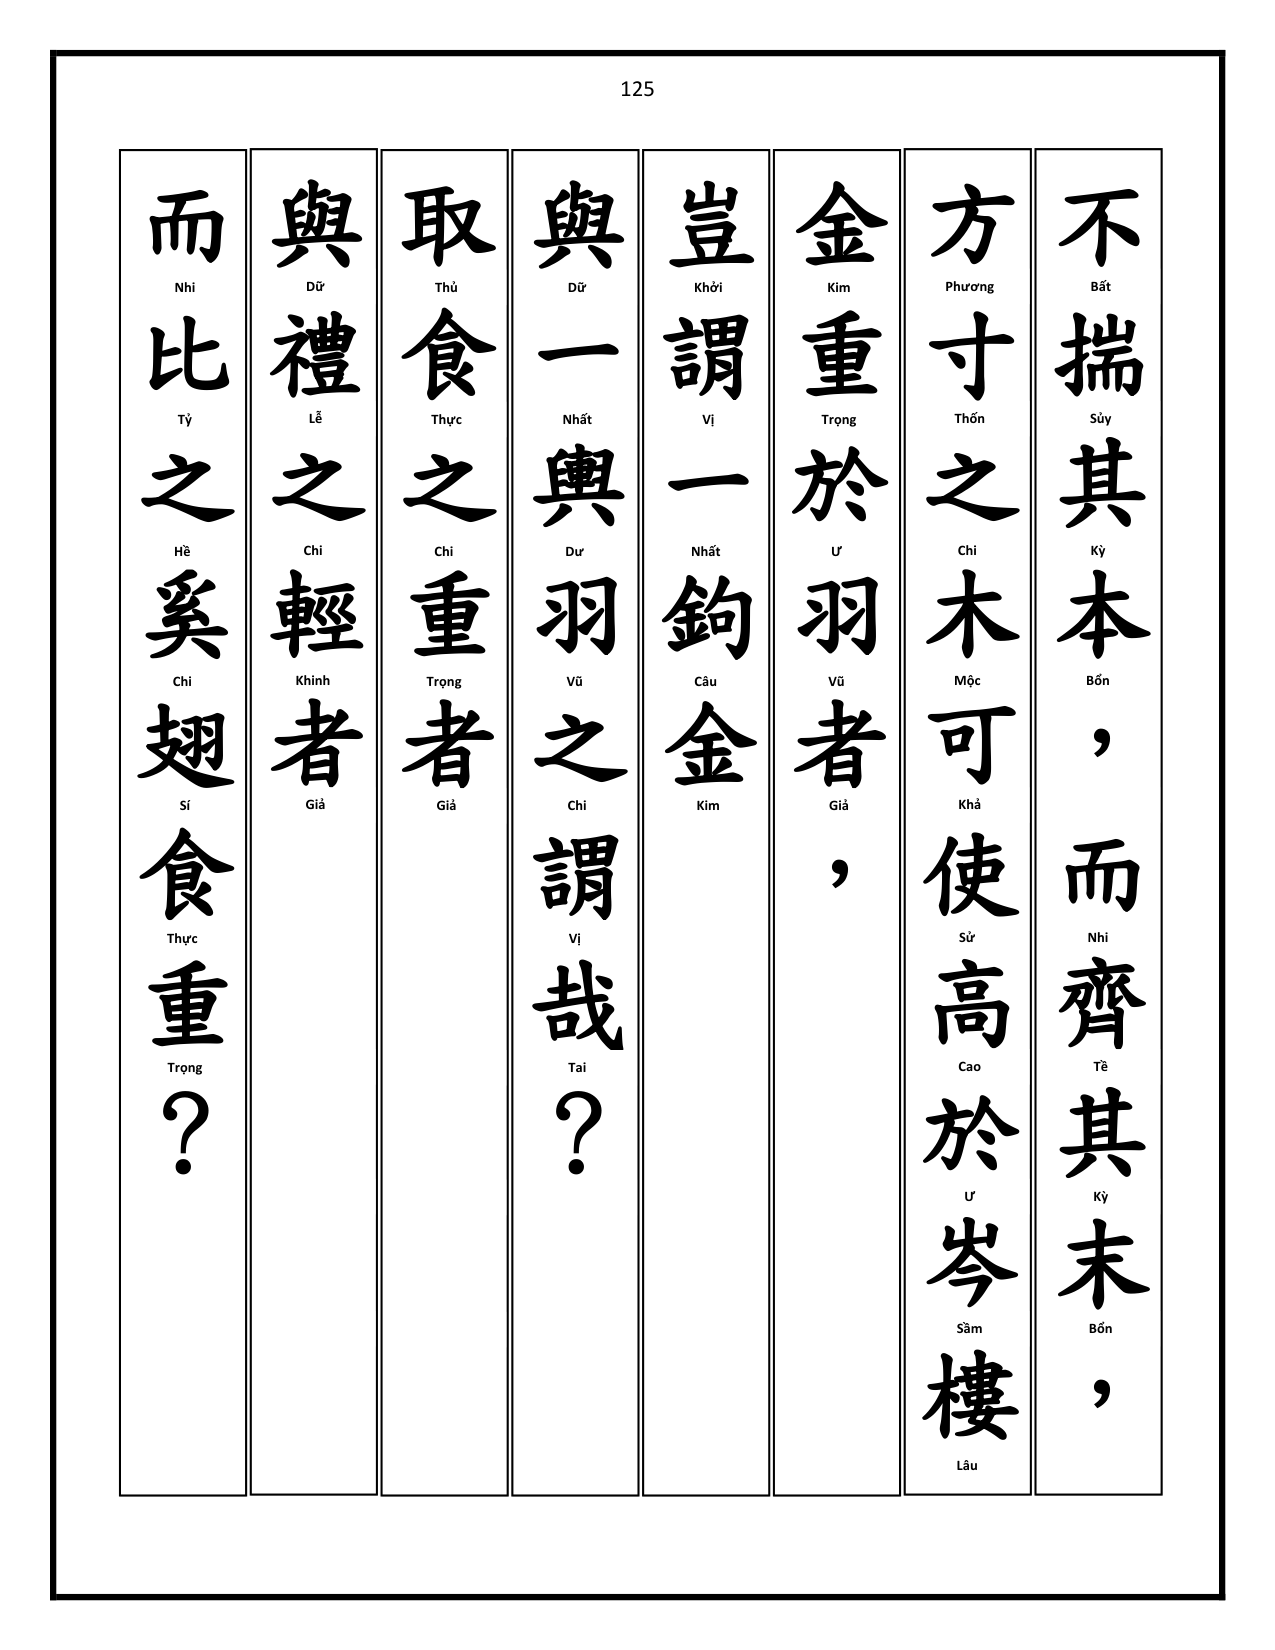 125
不揣其本，而齊其末，
Bất Sủy Kỳ Bổn Nhi Tề Kỳ Bổn
方寸之木可使高於岑樓
Phương Thốn Chi Mộc Khả Sử Cao Ư Sầm Lâu
金重於羽者，
Kim Trọng Ư Vũ Giả
豈謂一鉤金
Khởi Vị Nhất Câu Kim
與一輿羽之謂哉？
Dữ Nhất Dư Vũ Chi Vị Tai
取食之重者
Thủ Thực Chi Trọng Giả
與禮之輕者
Dữ Lễ Chi Khinh Giả
而比之奚翅食重？
Nhi Tỷ Hề Chi Sí Thực Trọng